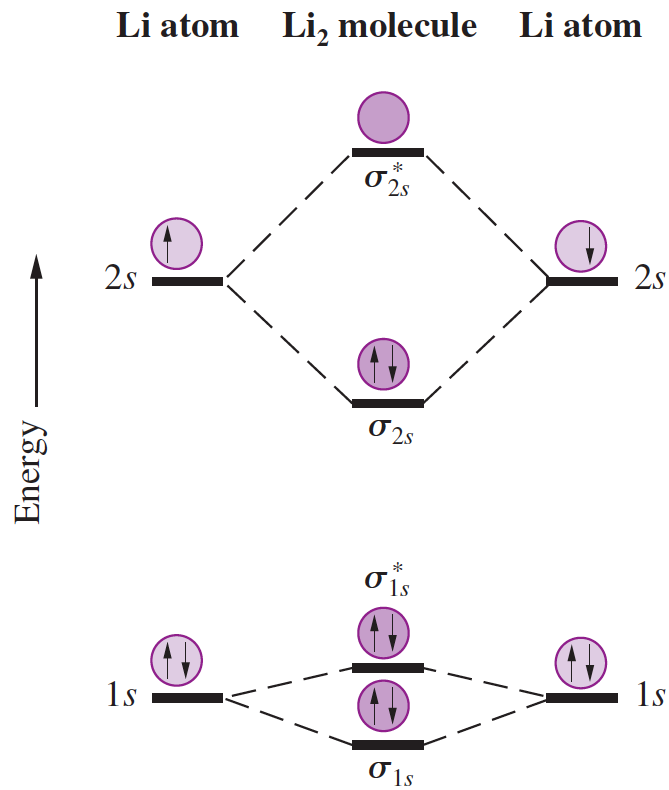 Li atom Li₂ molecule Li atom
σ*2s
2s 2s
σ2s
Energy
σ*1s
1s 1s
σ1s